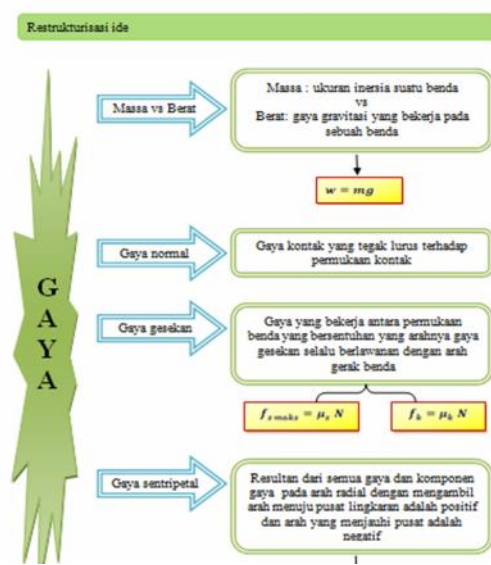 Restrukturisasi ide
G
A
Y
A
Massa vs Berat
Massa : ukuran inersia suatu benda
vs
Berat: gaya gravitasi yang bekerja pada
sebuah benda
w = mg
Gaya normal
Gaya kontak yang tegak lurus terhadap
permukaan kontak
Gaya gesekan
Gaya yang bekerja antara permukaan
benda yang bersentuhan yang arahnya gaya
gesekan selalu berlawanan dengan arah
gerak benda
f_{s maks} = μ_s N
f_k = μ_k N
Gaya sentripetal
Resultan dari semua gaya dan komponen
gaya pada arah radial dengan mengambil
arah menuju pusat lingkaran adalah positif
dan arah yang menjauhi pusat adalah
negatif